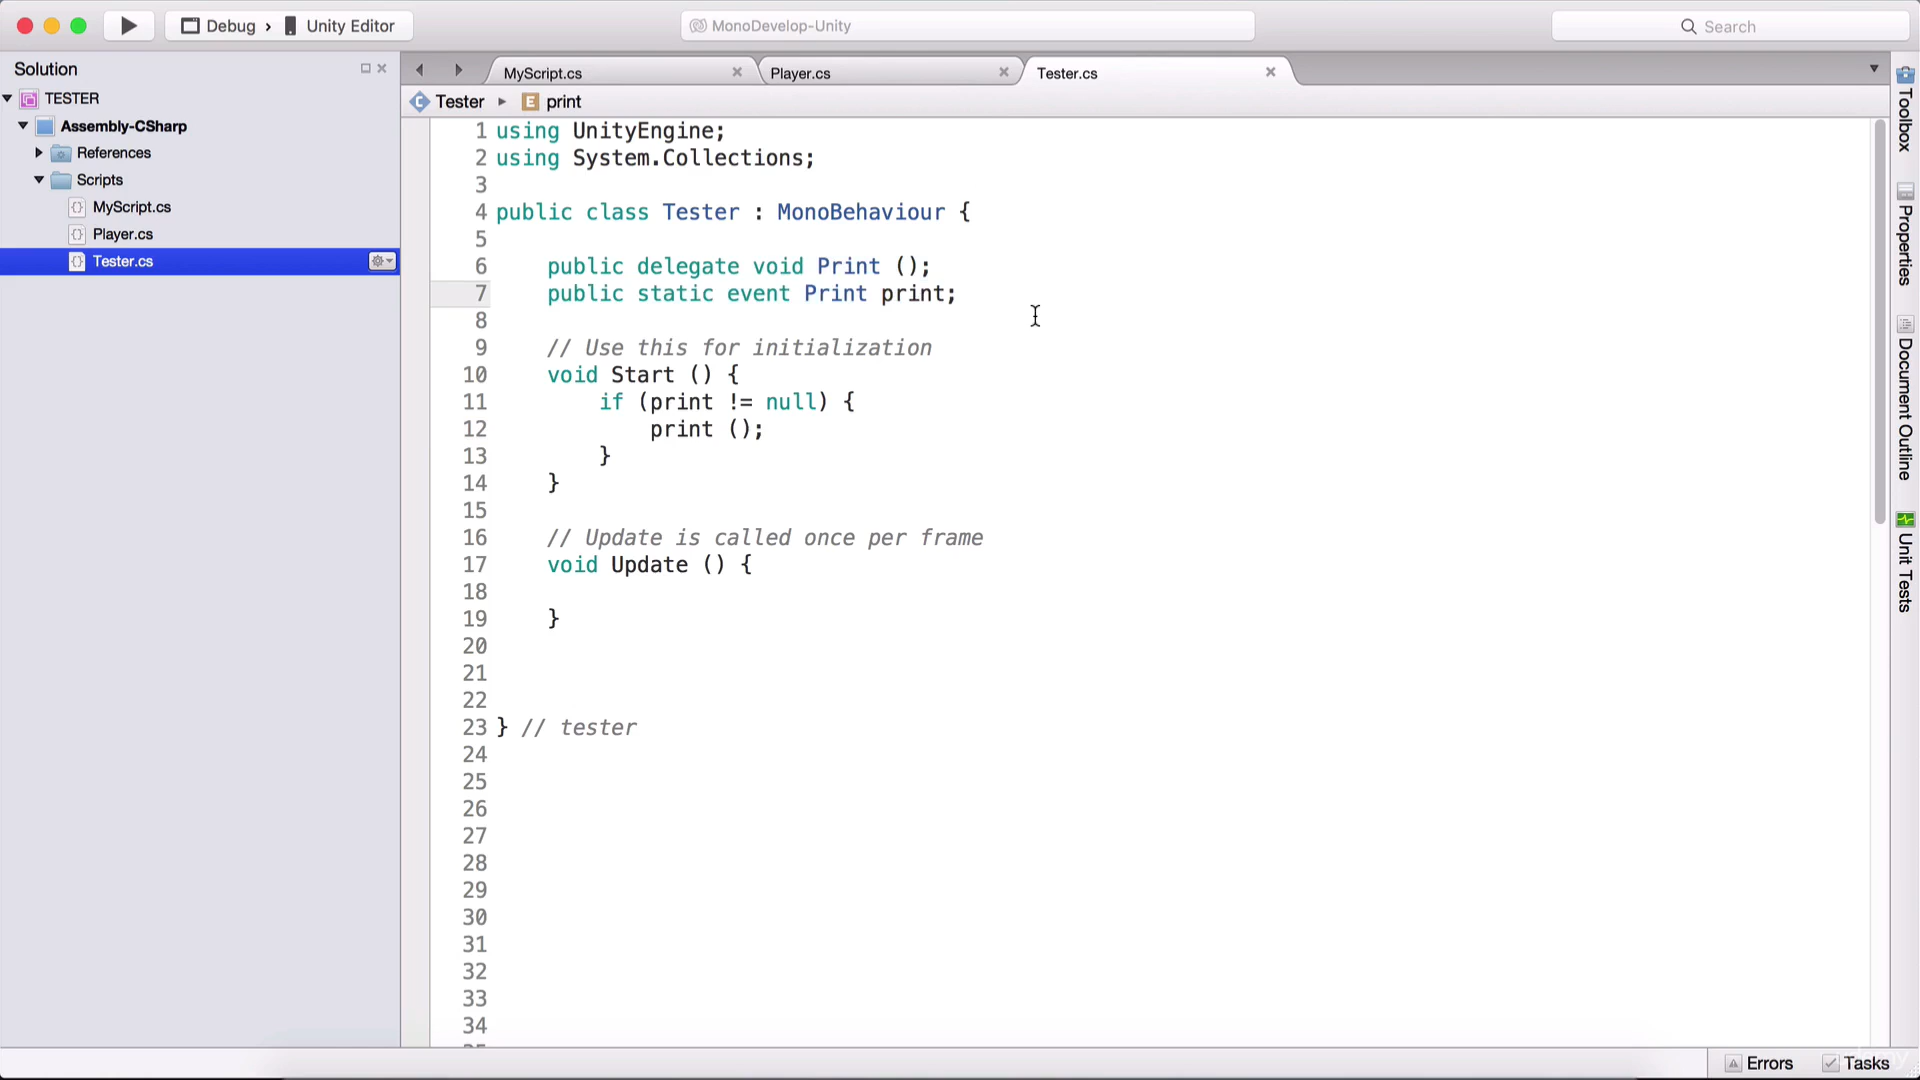 Debug › Unity Editor
MonoDevelop-Unity
Search
Solution
TESTER
Assembly-CSharp
References
Scripts
MyScript.cs
Player.cs
Tester.cs
MyScript.cs
Player.cs
Tester.cs
Tester
print
1 using UnityEngine;
2 using System.Collections;
3
4 public class Tester : MonoBehaviour {
5
6 public delegate void Print ();
7 public static event Print print;
8
9 // Use this for initialization
10 void Start () {
11 if (print != null) {
12 print ();
13 }
14 }
15
16 // Update is called once per frame
17 void Update () {
18
19 }
20
21
22
23 } // tester
24
25
26
27
28
29
30
31
32
33
34
Toolbox
Properties
Document Outline
Unit Tests
Errors
Tasks